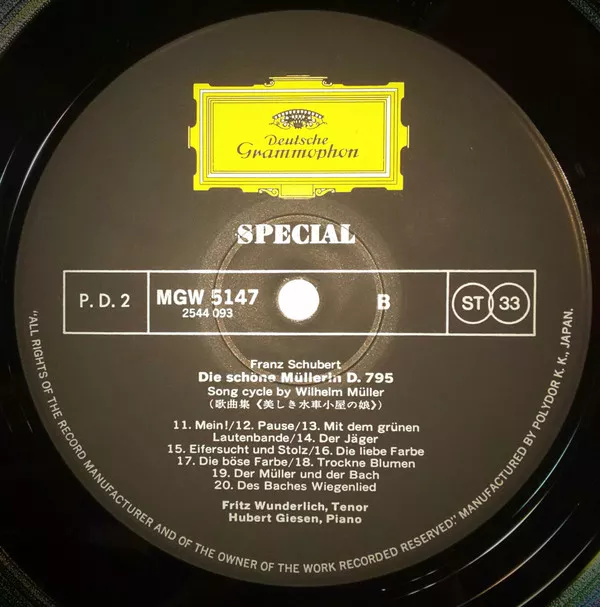 Deutsche
Grammophon
SPECIAL
P. D. 2
MGW 5147
2544 093
B
ST 33
Franz Schubert
Die schöne Müllerin D. 795
Song cycle by Wilhelm Müller
(歌曲集《美しき水車小屋の娘》)
11. Mein!/12. Pause/13. Mit dem grünen
Lautenbande/14. Der Jäger
15. Eifersucht und Stolz/16. Die liebe Farbe
17. Die böse Farbe/18. Trockne Blumen
19. Der Müller und der Bach
20. Des Baches Wiegenlied
Fritz Wunderlich, Tenor
Hubert Giesen, Piano
"ALL RIGHTS OF THE RECORD MANUFACTURER AND OF THE OWNER OF THE WORK RECORDED RESERVED." MANUFACTURED BY POLYDOR K. K., JAPAN.